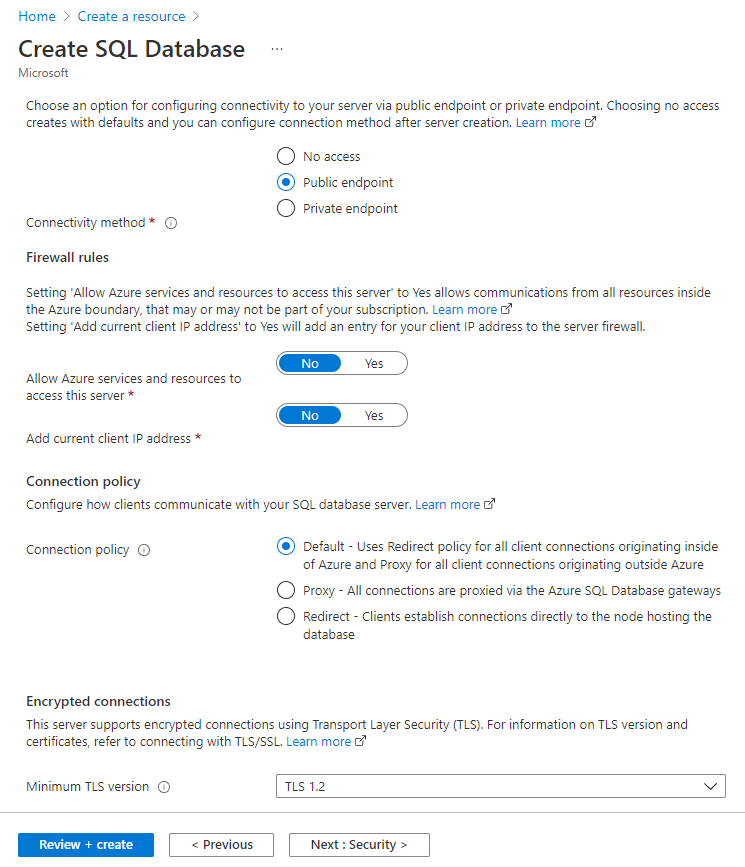 Home > Create a resource >
Create SQL Database ...
Microsoft
Choose an option for configuring connectivity to your server via public endpoint or private endpoint. Choosing no access
creates with defaults and you can configure connection method after server creation. Learn more
No access
Public endpoint
Private endpoint
Connectivity method *
Firewall rules
Setting 'Allow Azure services and resources to access this server' to Yes allows communications from all resources inside
the Azure boundary, that may or may not be part of your subscription. Learn more
Setting 'Add current client IP address' to Yes will add an entry for your client IP address to the server firewall.
No Yes
Allow Azure services and resources to
access this server *
No Yes
Add current client IP address *
Connection policy
Configure how clients communicate with your SQL database server. Learn more
Connection policy
Default - Uses Redirect policy for all client connections originating inside
of Azure and Proxy for all client connections originating outside Azure
Proxy - All connections are proxied via the Azure SQL Database gateways
Redirect - Clients establish connections directly to the node hosting the
database
Encrypted connections
This server supports encrypted connections using Transport Layer Security (TLS). For information on TLS version and
certificates, refer to connecting with TLS/SSL. Learn more
Minimum TLS version
TLS 1.2
Review + create
< Previous
Next : Security >